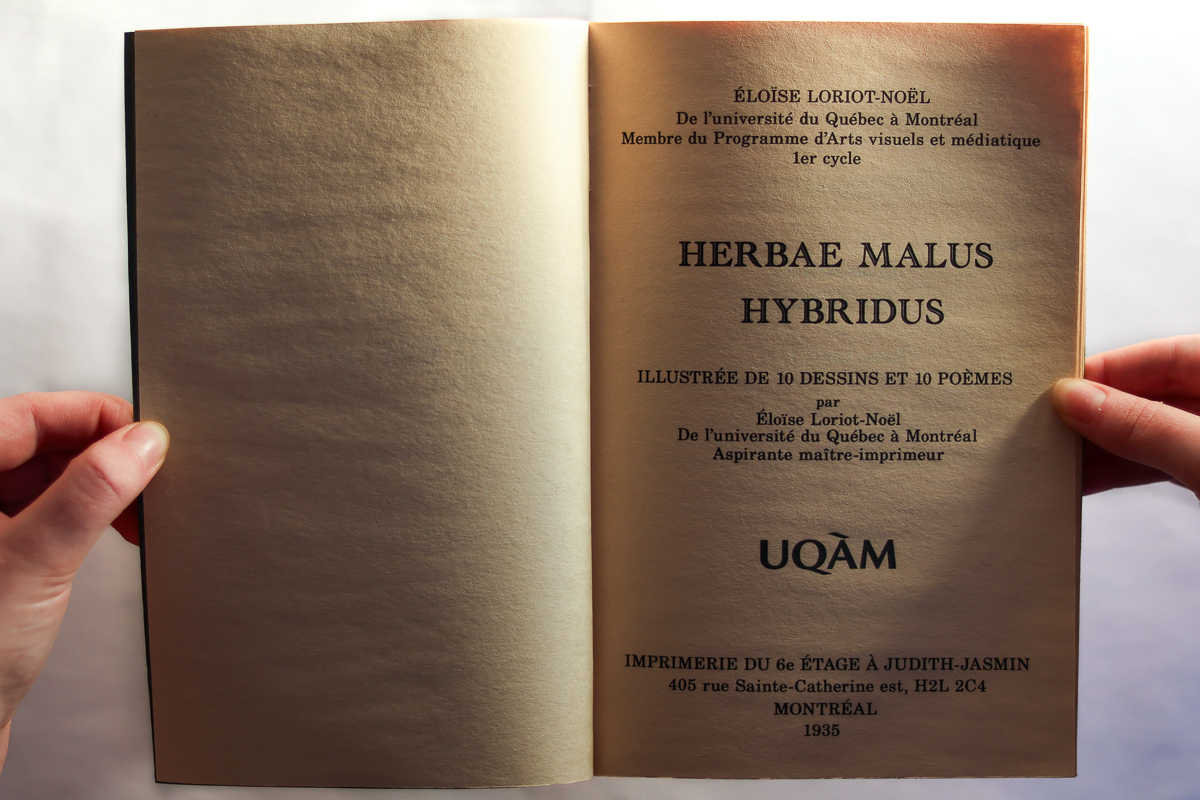 ÉLOÏSE LORIOT-NOËL
De l'université du Québec à Montréal
Membre du Programme d'Arts visuels et médiatique
1er cycle
HERBAE MALUS
HYBRIDUS
ILLUSTRÉE DE 10 DESSINS ET 10 POÈMES
par
Éloïse Loriot-Noël
De l'université du Québec à Montréal
Aspirante maître-imprimeur
UQÀM
IMPRIMERIE DU 6e ÉTAGE À JUDITH-JASMIN
405 rue Sainte-Catherine est, H2L 2C4
MONTRÉAL
1935